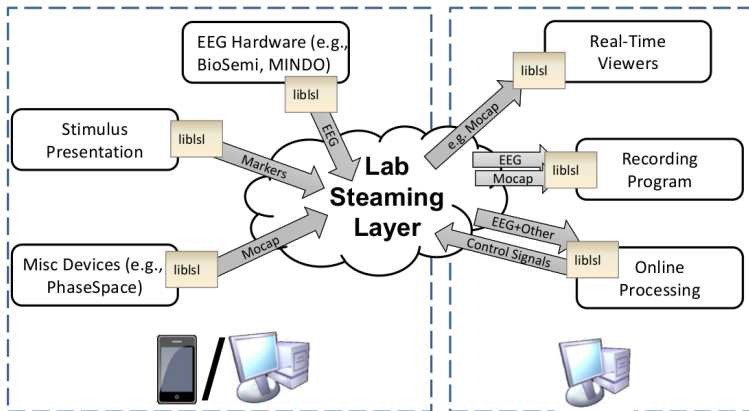 EEG Hardware (e.g.,
BioSemi, MINDO)
liblsl
EEG
Stimulus
Presentation
liblsl
Markers
Misc Devices (e.g.,
PhaseSpace)
liblsl
Mocap
Lab
Steaming
Layer
Real-Time
Viewers
liblsl
e.g. Mocap
EEG
Mocap
liblsl
Recording
Program
EEG+Other
Control Signals
liblsl
Online
Processing
/